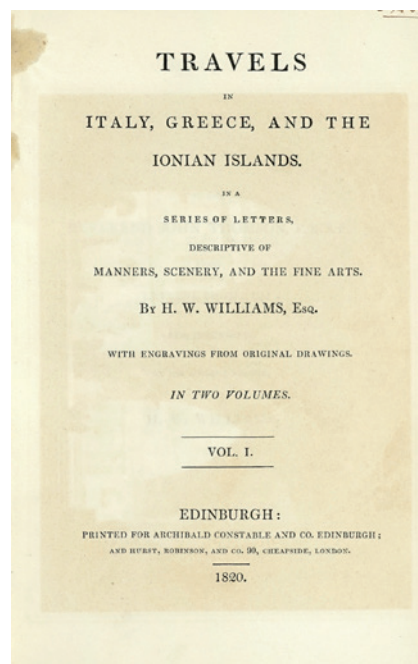 TRAVELS
IN
ITALY, GREECE, AND THE
IONIAN ISLANDS.
IN A
SERIES OF LETTERS,
DESCRIPTIVE OF
MANNERS, SCENERY, AND THE FINE ARTS.
BY H. W. WILLIAMS, ESQ.
WITH ENGRAVINGS FROM ORIGINAL DRAWINGS.
IN TWO VOLUMES.
VOL. I.
EDINBURGH:
PRINTED FOR ARCHIBALD CONSTABLE AND CO. EDINBURGH;
AND HURST, ROBINSON, AND CO. 90, CHEAPSIDE, LONDON.
1820.